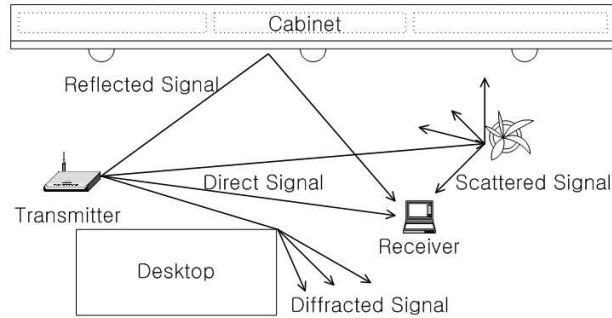 Cabinet
Reflected Signal
Direct Signal
Scattered Signal
Transmitter
Receiver
Desktop
Diffracted Signal